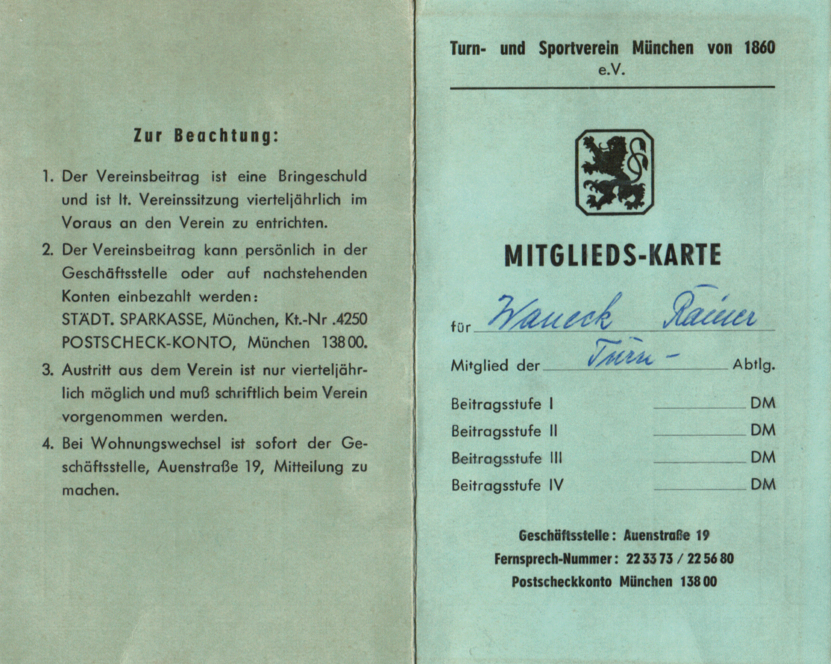 Zur Beachtung:
1. Der Vereinsbeitrag ist eine Bringeschuld
und ist lt. Vereinssitzung vierteljährlich im
Voraus an den Verein zu entrichten.
2. Der Vereinsbeitrag kann persönlich in der
Geschäftsstelle oder auf nachstehenden
Konten einbezahlt werden:
STÄDT. SPARKASSE, München, Kt.-Nr .4250
POSTSCHECK-KONTO, München 13800.
3. Austritt aus dem Verein ist nur vierteljähr-
lich möglich und muß schriftlich beim Verein
vorgenommen werden.
4. Bei Wohnungswechsel ist sofort der Ge-
schäftsstelle, Auenstraße 19, Mitteilung zu
machen.
Turn- und Sportverein München von 1860
e.V.
MITGLIEDS-KARTE
für Waneck Rainer
Mitglied der Turn- Abtlg.
Beitragsstufe I DM
Beitragsstufe II DM
Beitragsstufe III DM
Beitragsstufe IV DM
Geschäftsstelle: Auenstraße 19
Fernsprech-Nummer: 22 33 73 / 22 56 80
Postscheckkonto München 138 00